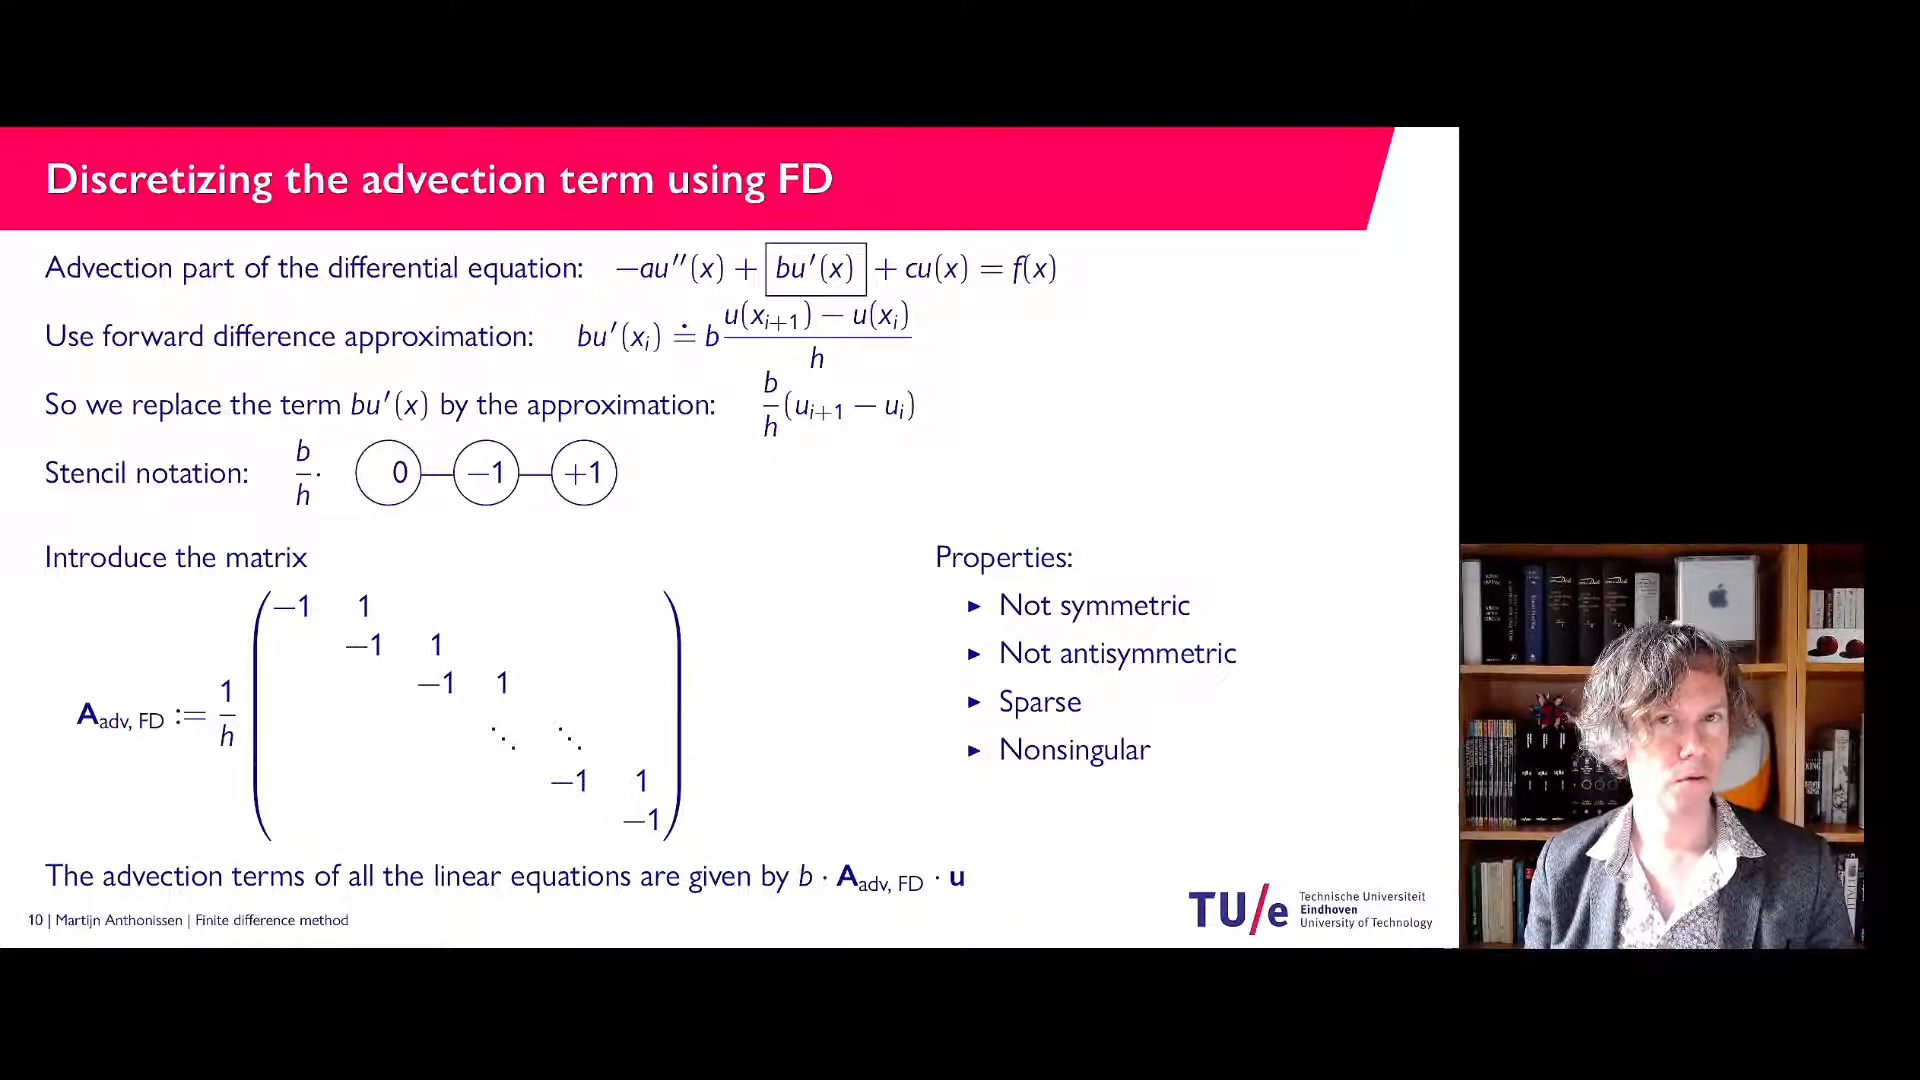 Discretizing the advection term using FD
Advection part of the differential equation: −au′′(x) + bu′(x) + cu(x) = f(x)
Use forward difference approximation: bu′(xᵢ) ≐ b (u(xᵢ₊₁) − u(xᵢ)) / h
So we replace the term bu′(x) by the approximation: b/h (uᵢ₊₁ − uᵢ)
Stencil notation: b/h · 0 −1 +1
Introduce the matrix
A_adv, FD := 1/h
−1 1
−1 1
−1 1
⋱ ⋱
−1 1
−1
Properties:
▸ Not symmetric
▸ Not antisymmetric
▸ Sparse
▸ Nonsingular
The advection terms of all the linear equations are given by b · A_adv, FD · u
10 | Martijn Anthonissen | Finite difference method
TU/e
Technische Universiteit
Eindhoven
University of Technology